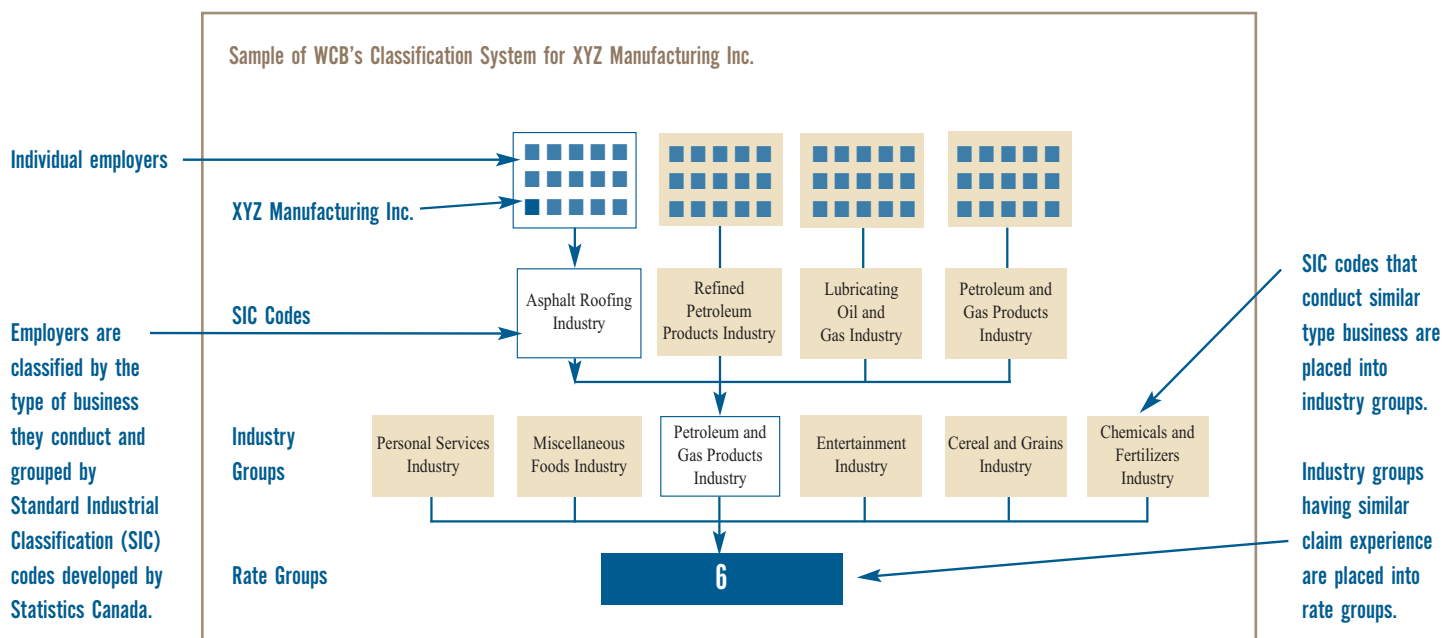 Sample of WCB's Classification System for XYZ Manufacturing Inc.
Individual employers
XYZ Manufacturing Inc.
SIC Codes
Asphalt Roofing
Industry
Refined
Petroleum
Products Industry
Lubricating
Oil and
Gas Industry
Petroleum and
Gas Products
Industry
Employers are
classified by the
type of business
they conduct and
grouped by
Standard Industrial
Classification (SIC)
codes developed by
Statistics Canada.
SIC codes that
conduct similar
type business are
placed into
industry groups.
Industry
Groups
Personal Services
Industry
Miscellaneous
Foods Industry
Petroleum and
Gas Products
Industry
Entertainment
Industry
Cereal and Grains
Industry
Chemicals and
Fertilizers
Industry
Rate Groups
6
Industry groups
having similar
claim experience
are placed into
rate groups.